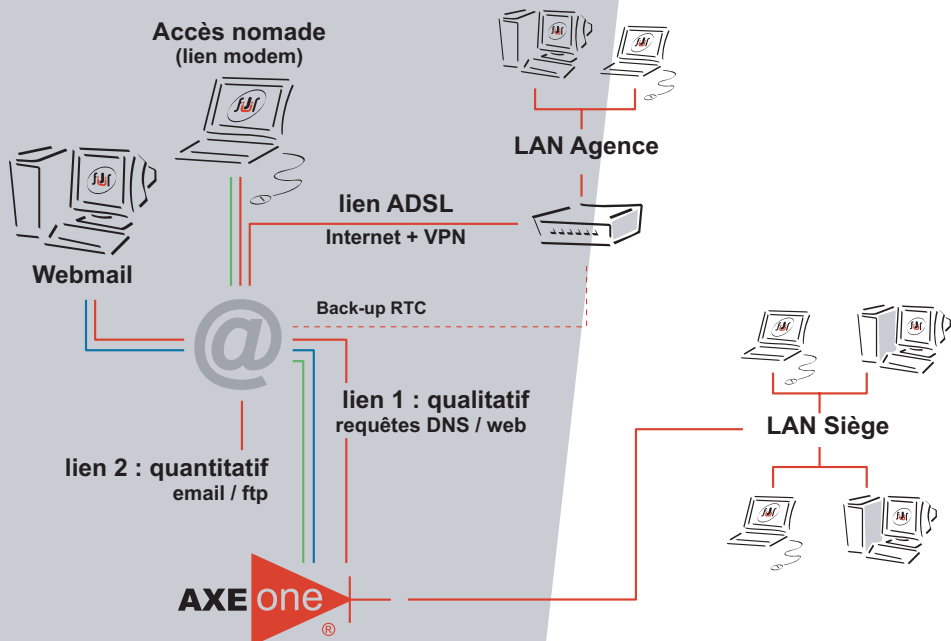 Accès nomade
(lien modem)
LAN Agence
lien ADSL
Internet + VPN
Webmail
@
Back-up RTC
lien 1 : qualitatif
requêtes DNS / web
LAN Siège
lien 2 : quantitatif
email / ftp
AXE one
®